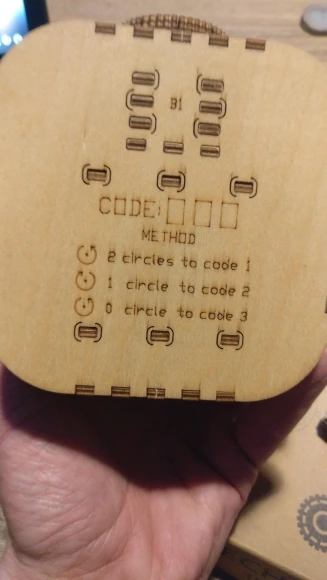 B1
CODE:
METHOD
2 circles to code 1
1 circle to code 2
0 circle to code 3